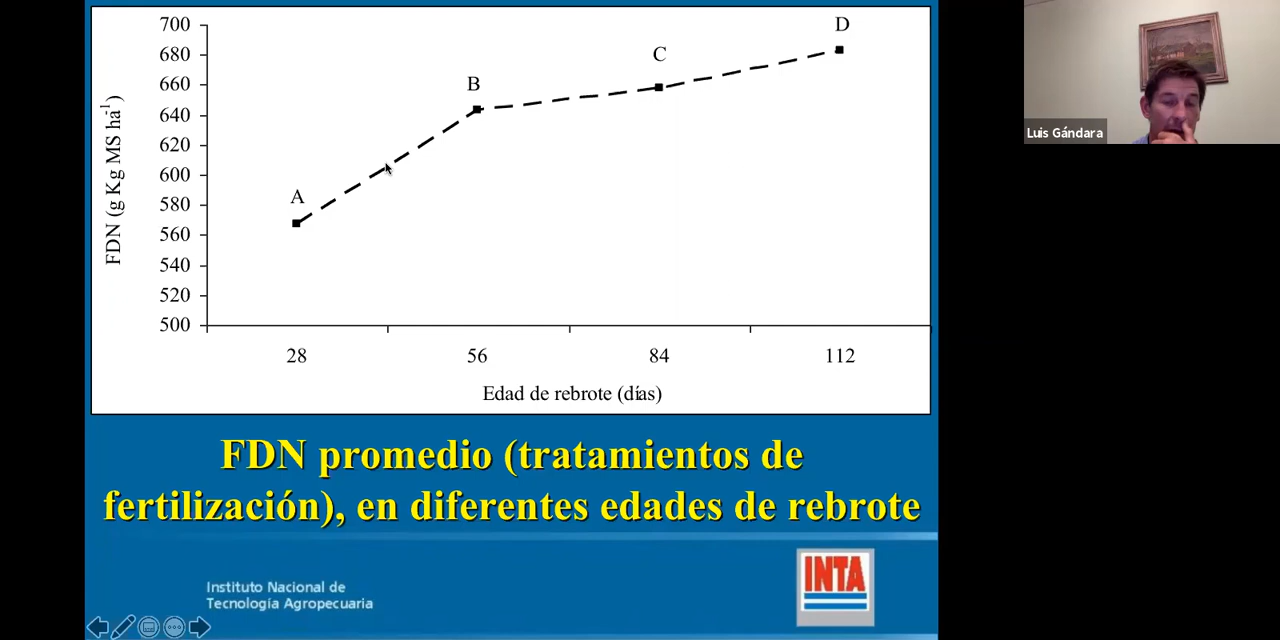 700
680
660
640
620
600
580
560
540
520
500
FDN (g Kg MS há-1)
A
B
C
D
28 56 84 112
Edad de rebrote (días)
FDN promedio (tratamientos de
fertilización), en diferentes edades de rebrote
Instituto Nacional de
Tecnología Agropecuaria
INTA
Luis Gándara